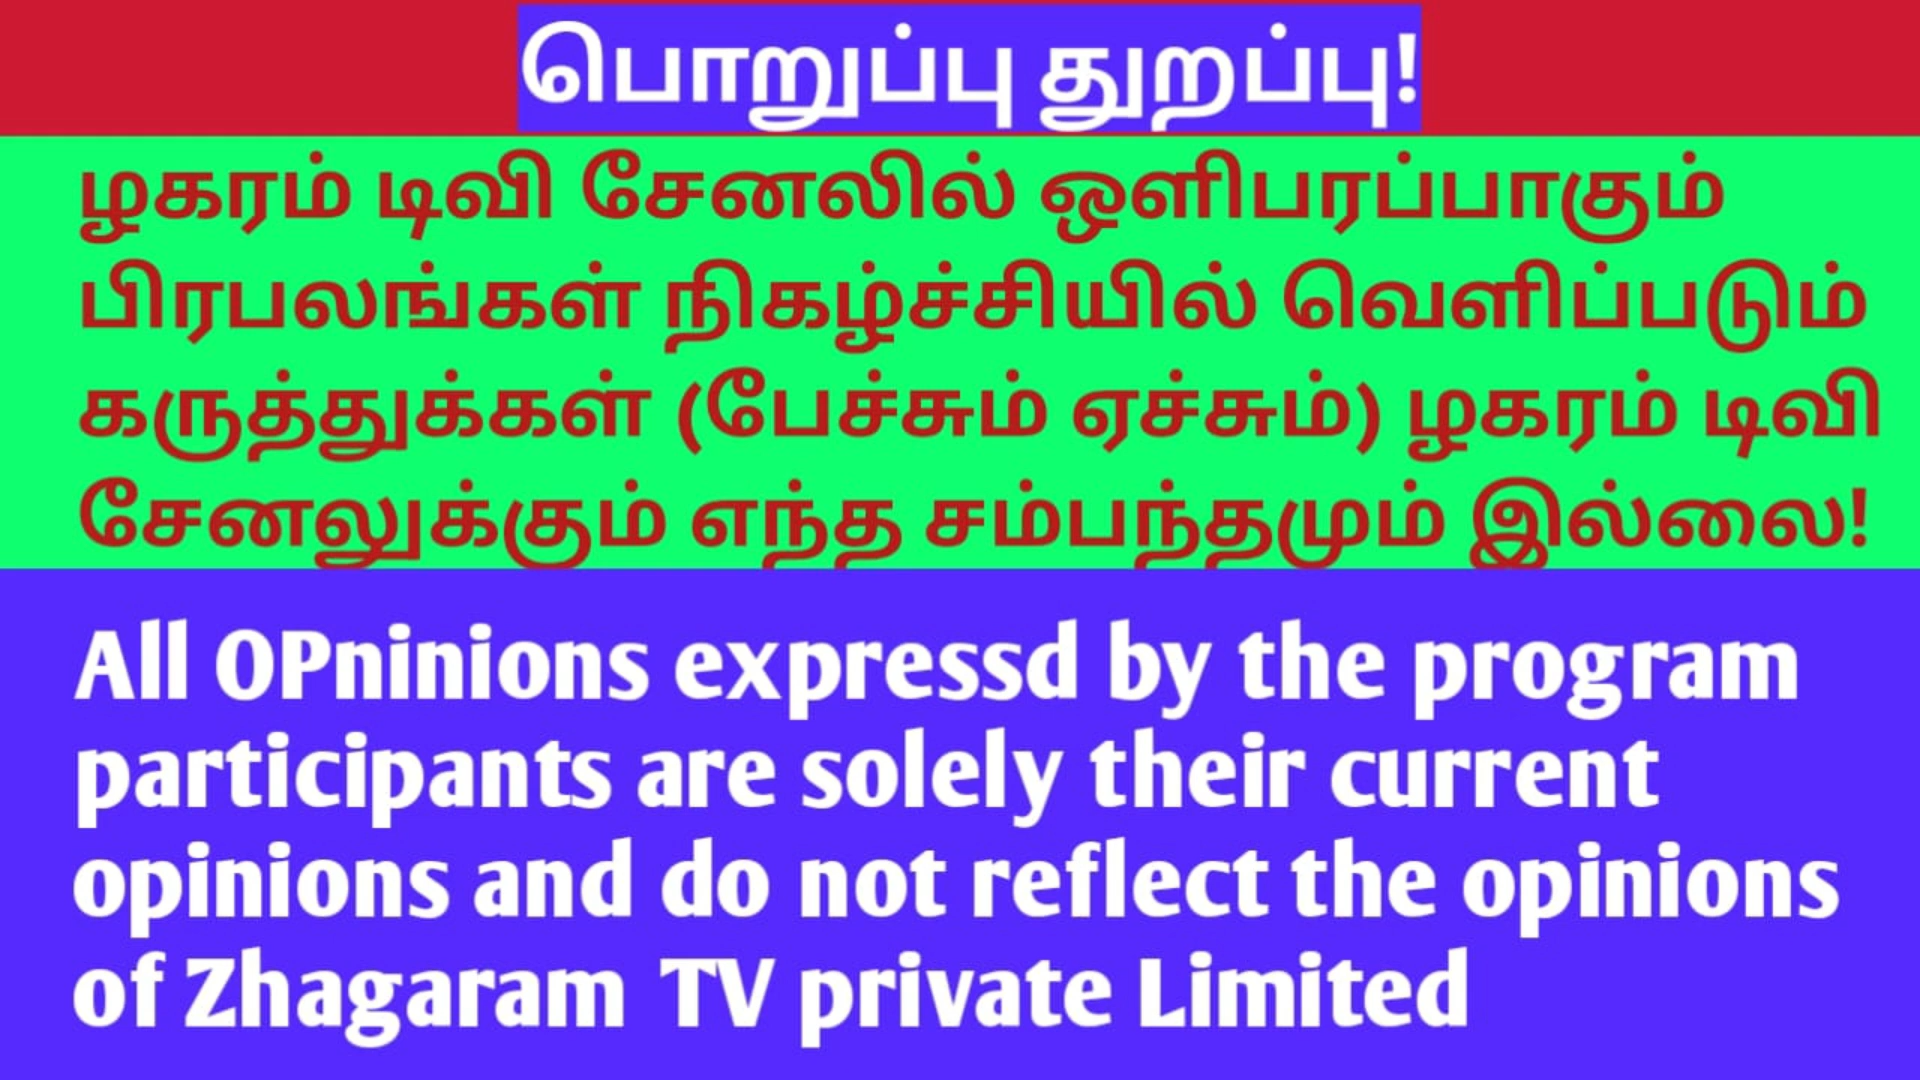 பொறுப்பு துறப்பு!
ழகரம் டிவி சேனலில் ஒளிபரப்பாகும்
பிரபலங்கள் நிகழ்ச்சியில் வெளிப்படும்
கருத்துக்கள் (பேச்சும் ஏச்சும்) ழகரம் டிவி
சேனலுக்கும் எந்த சம்பந்தமும் இல்லை!
All OPninions expressd by the program
participants are solely their current
opinions and do not reflect the opinions
of Zhagaram TV private Limited